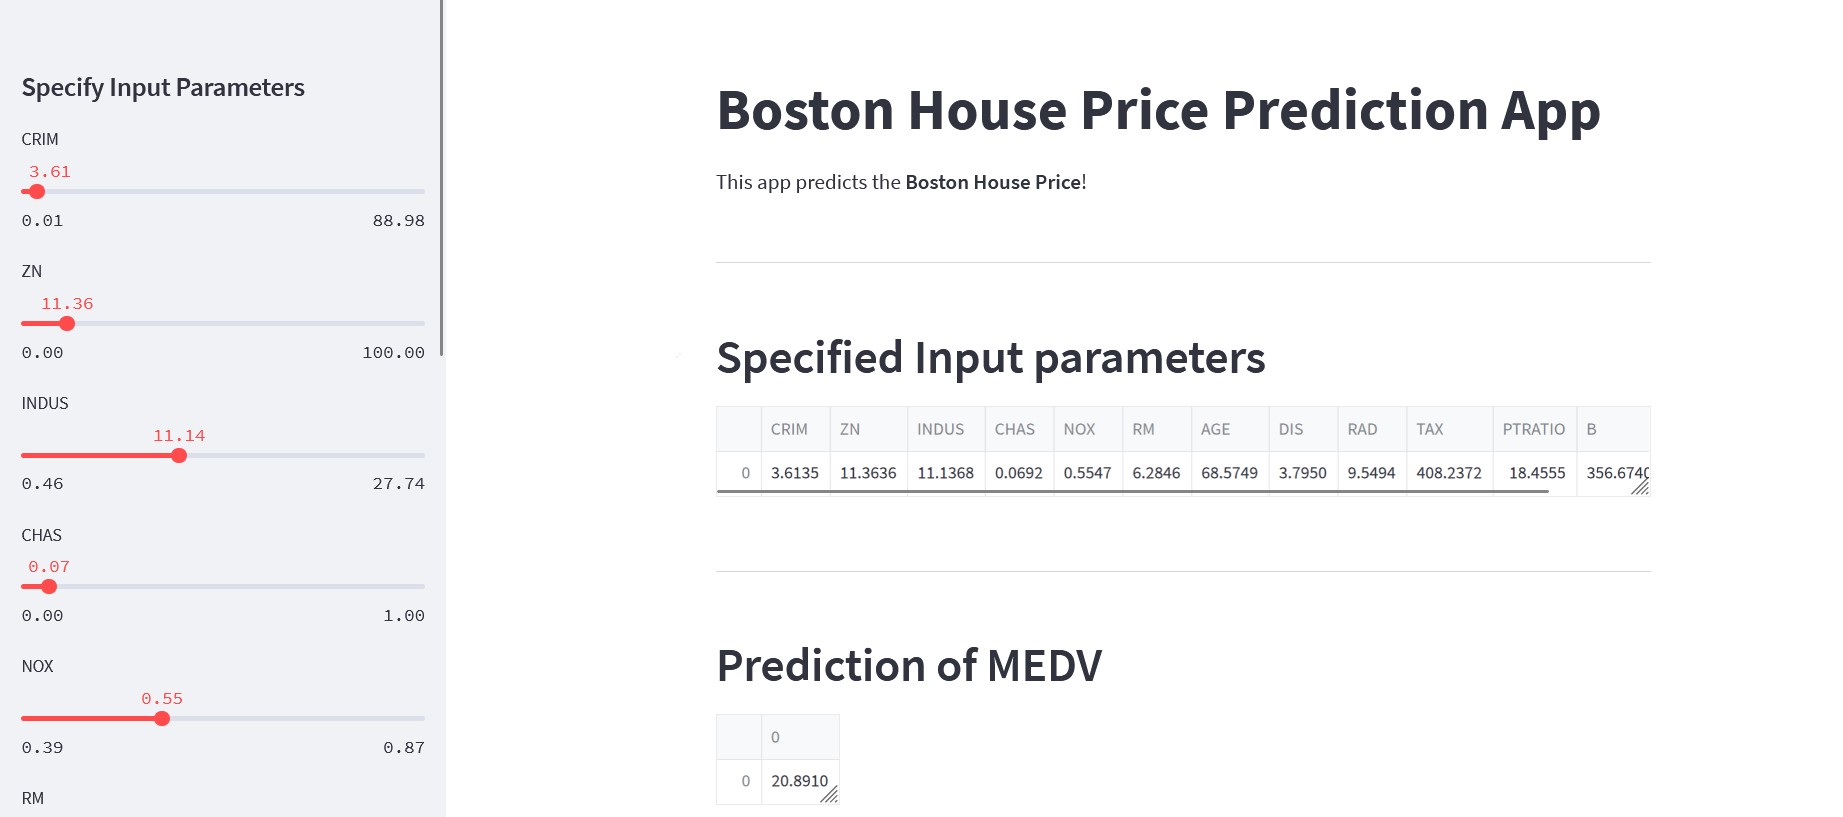 Specify Input Parameters
CRIM
3.61
0.01 88.98
ZN
11.36
0.00 100.00
INDUS
11.14
0.46 27.74
CHAS
0.07
0.00 1.00
NOX
0.55
0.39 0.87
RM
Boston House Price Prediction App
This app predicts the Boston House Price!
Specified Input parameters
CRIM ZN INDUS CHAS NOX RM AGE DIS RAD TAX PTRATIO B
0 3.6135 11.3636 11.1368 0.0692 0.5547 6.2846 68.5749 3.7950 9.5494 408.2372 18.4555 356.6740
Prediction of MEDV
0
0 20.8910